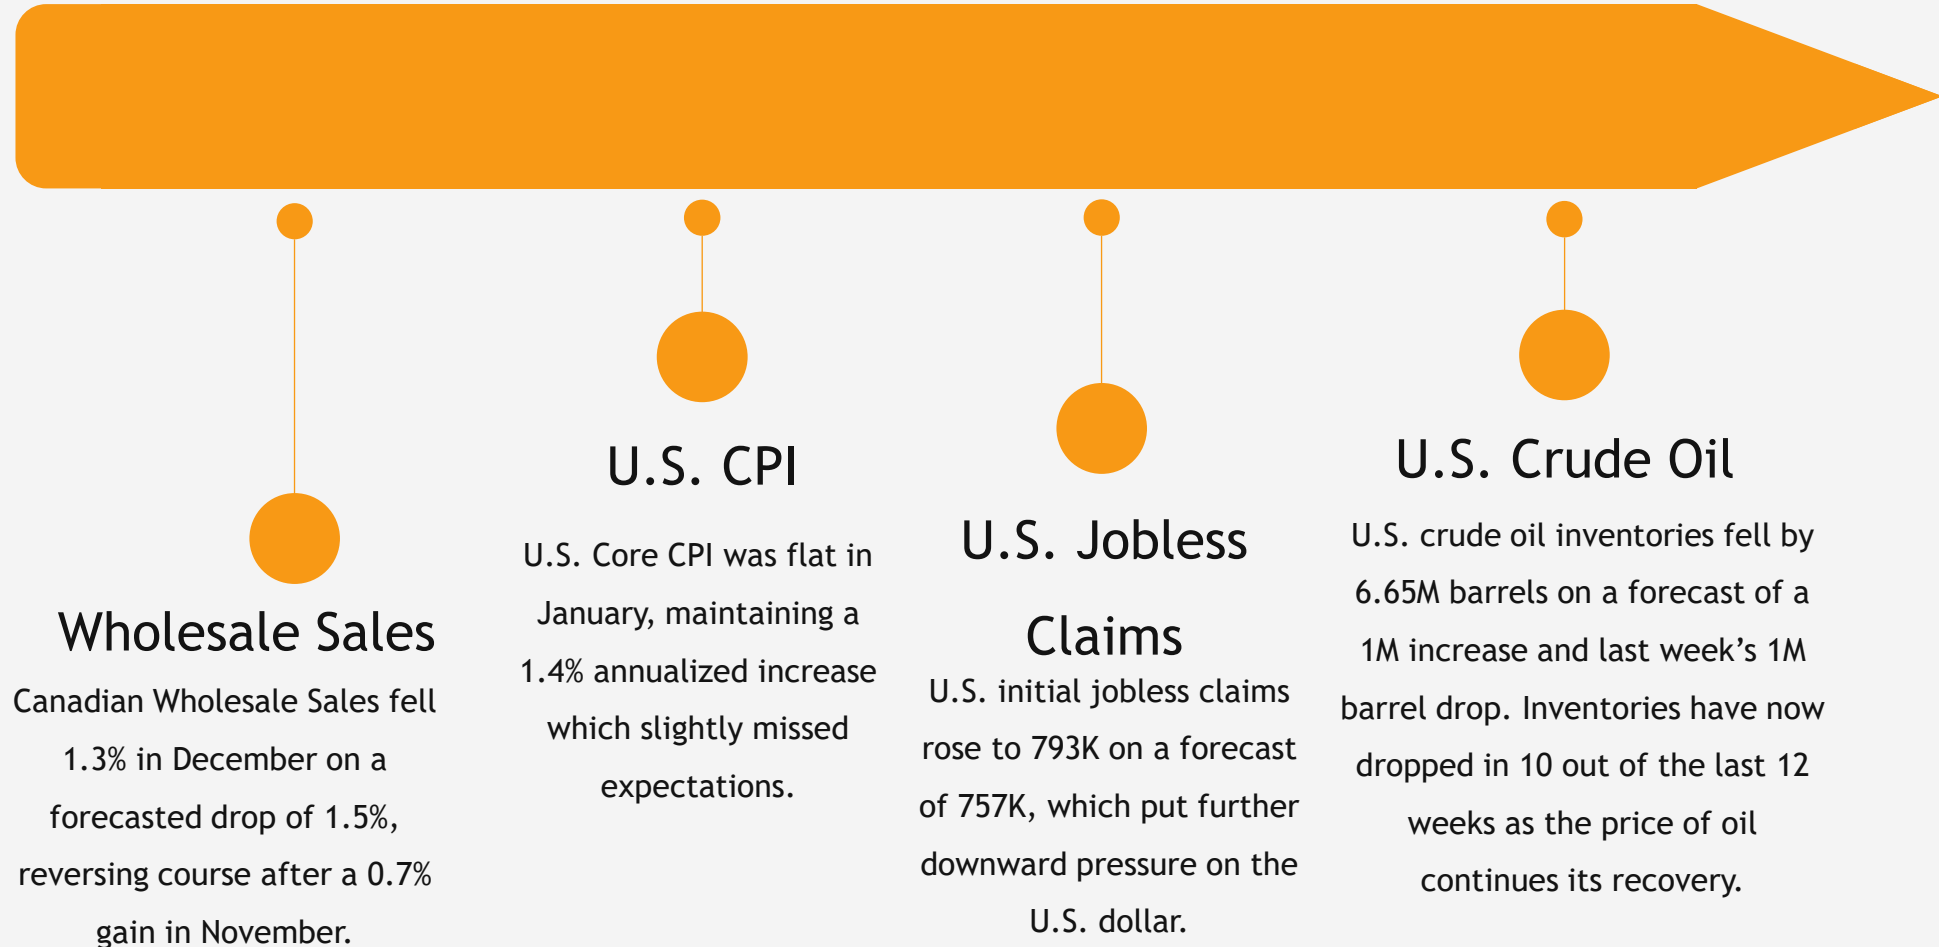 Wholesale Sales
Canadian Wholesale Sales fell
1.3% in December on a
forecasted drop of 1.5%,
reversing course after a 0.7%
gain in November.
U.S. CPI
U.S. Core CPI was flat in
January, maintaining a
1.4% annualized increase
which slightly missed
expectations.
U.S. Jobless
Claims
U.S. initial jobless claims
rose to 793K on a forecast
of 757K, which put further
downward pressure on the
U.S. dollar.
U.S. Crude Oil
U.S. crude oil inventories fell by
6.65M barrels on a forecast of a
1M increase and last week’s 1M
barrel drop. Inventories have now
dropped in 10 out of the last 12
weeks as the price of oil
continues its recovery.